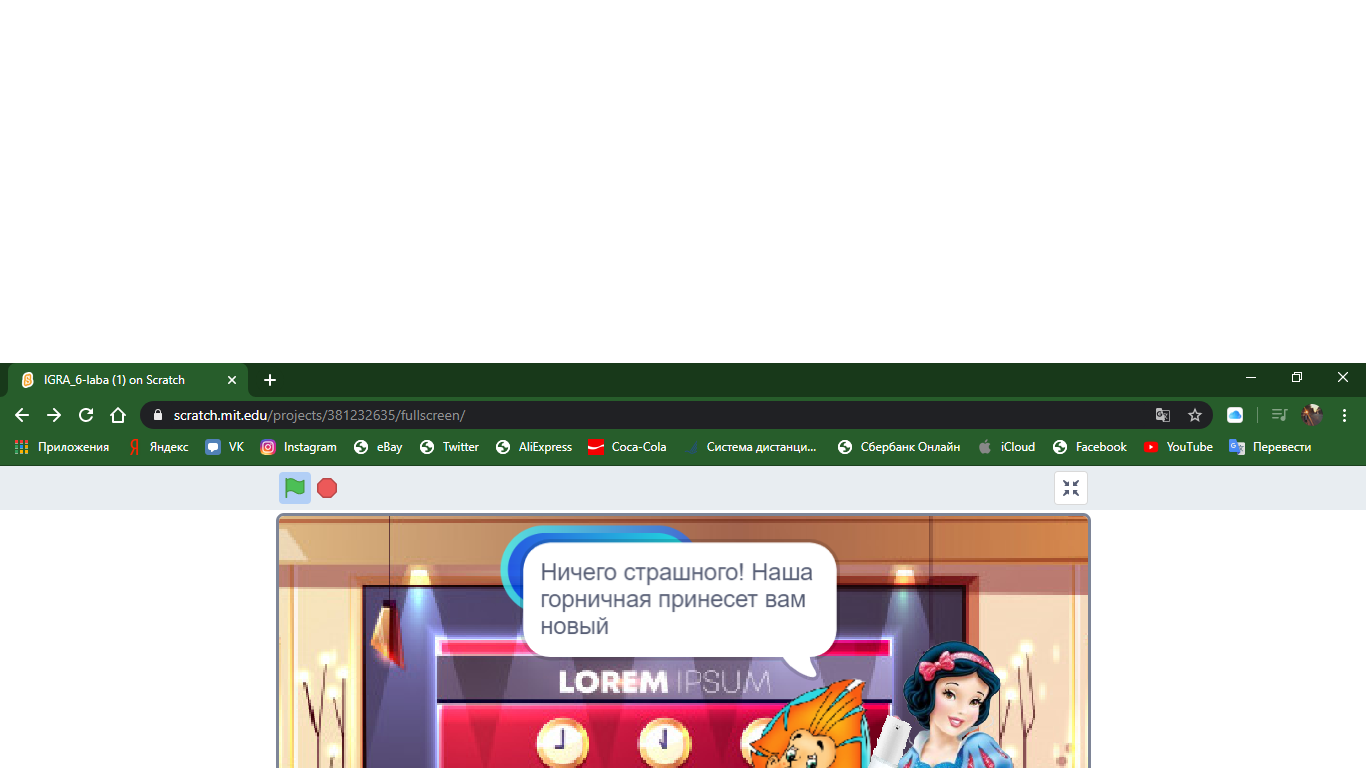 IGRA_6-laba (1) on Scratch
scratch.mit.edu/projects/381232635/fullscreen/
Приложения Яндекс VK Instagram eBay Twitter AliExpress Coca-Cola Система дистанци... Сбербанк Онлайн iCloud Facebook YouTube Перевести
Ничего страшного! Наша
горничная принесет вам
новый
LOREM IPSUM